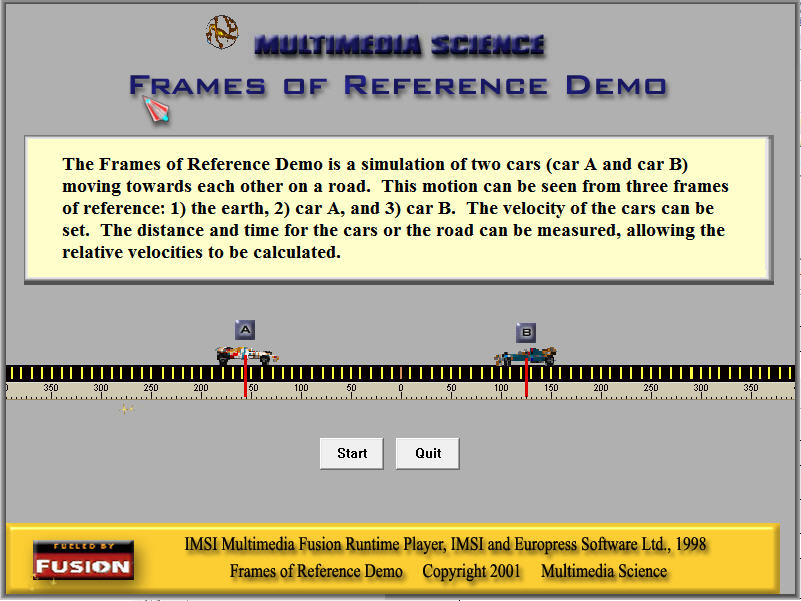 MULTIMEDIA SCIENCE
FRAMES OF REFERENCE DEMO
The Frames of Reference Demo is a simulation of two cars (car A and car B)
moving towards each other on a road. This motion can be seen from three frames
of reference: 1) the earth, 2) car A, and 3) car B. The velocity of the cars can be
set. The distance and time for the cars or the road can be measured, allowing the
relative velocities to be calculated.
A B
350 300 250 200 50 100 50 0 50 100 150 200 250 300 350
Start Quit
FUELED BY
FUSION
IMSI Multimedia Fusion Runtime Player, IMSI and Europress Software Ltd., 1998
Frames of Reference Demo Copyright 2001 Multimedia Science